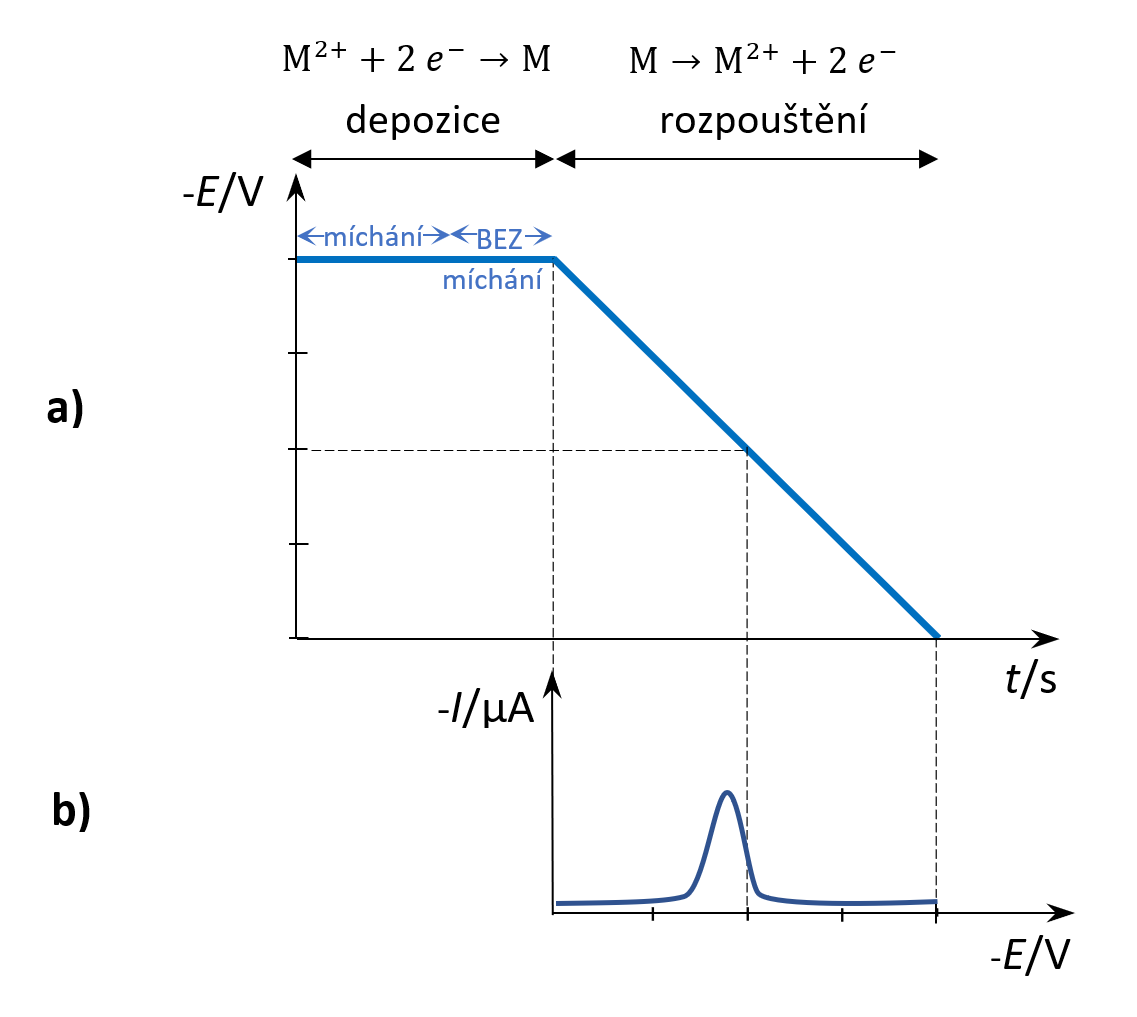 M²⁺ + 2 e⁻ → M
M → M²⁺ + 2 e⁻
depozice
rozpouštění
-E/V
míchání
BEZ
míchání
a)
t/s
-I/µA
b)
-E/V